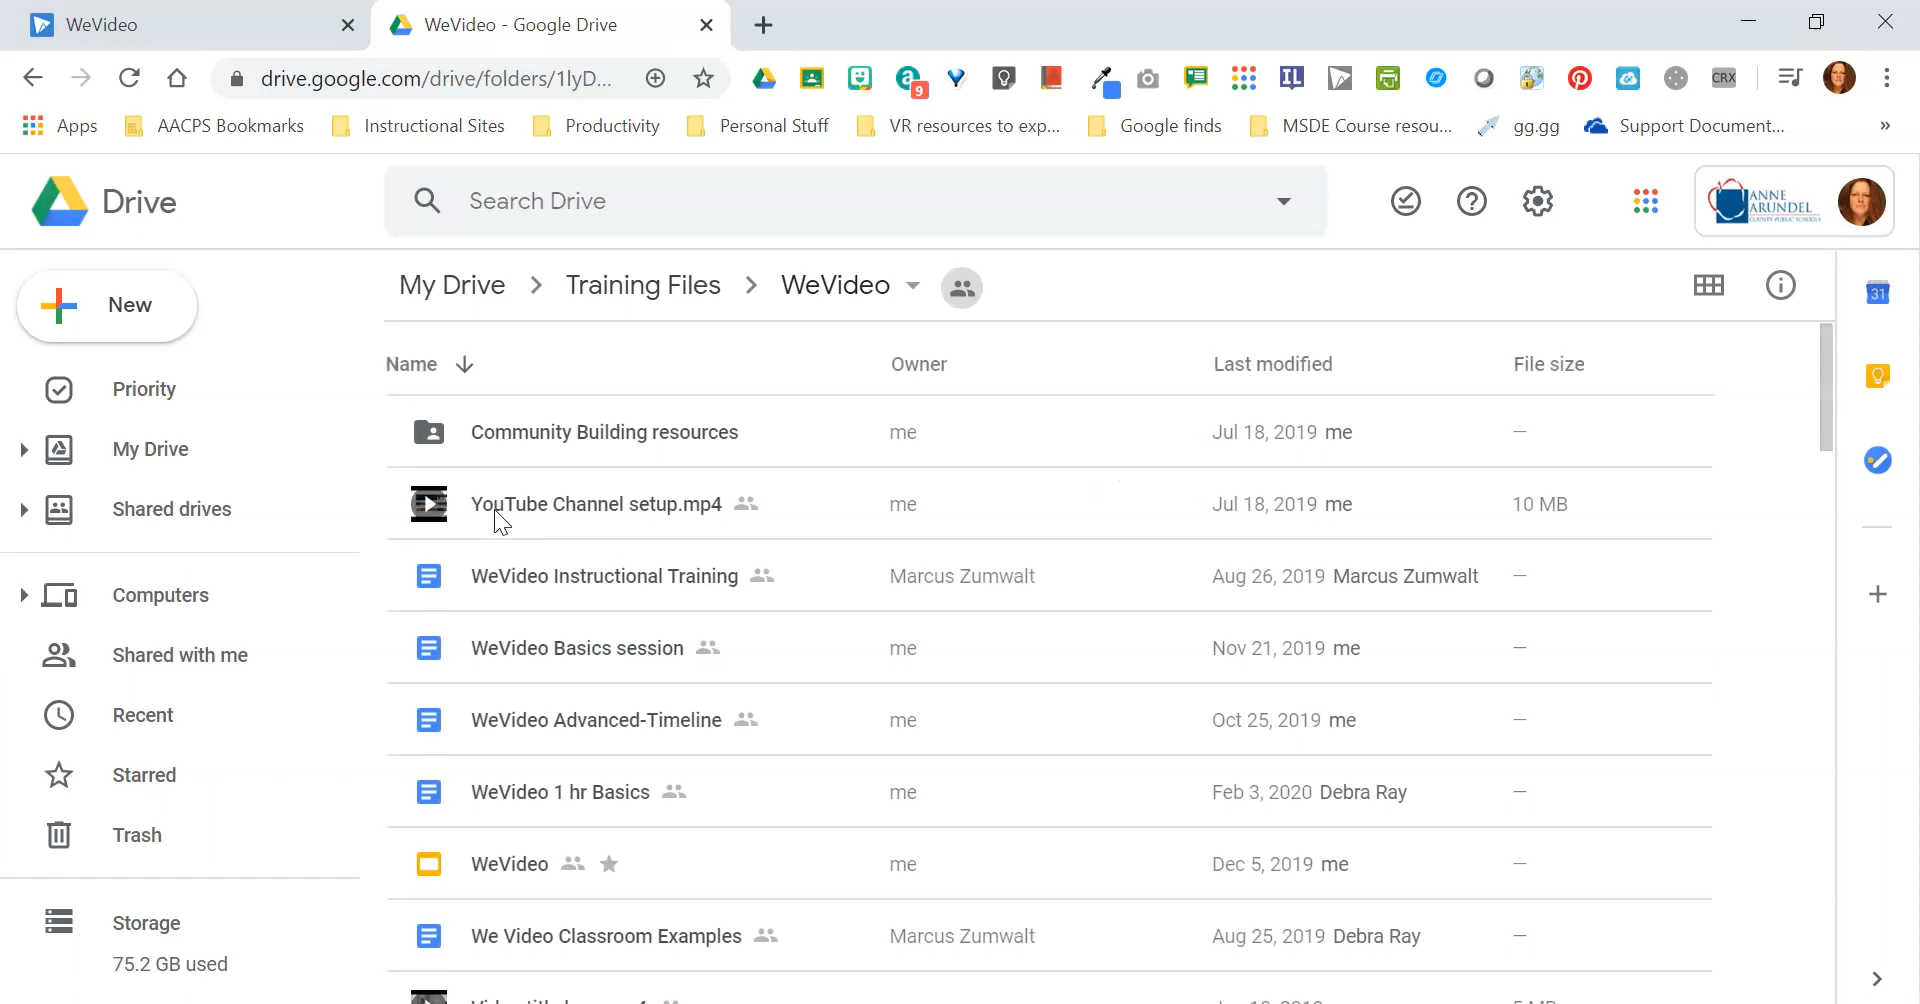 WeVideo
WeVideo - Google Drive
drive.google.com/drive/folders/1lyD...
9
IL
CRX
Apps
AACPS Bookmarks
Instructional Sites
Productivity
Personal Stuff
VR resources to exp...
Google finds
MSDE Course resou...
gg.gg
Support Document...
»
Drive
Search Drive
ANNE
ARUNDEL
COUNTY PUBLIC SCHOOLS
New
My Drive > Training Files > WeVideo
31
Name Owner Last modified File size
Priority
My Drive
Shared drives
Computers
Shared with me
Recent
Starred
Trash
Storage
75.2 GB used
Community Building resources me Jul 18, 2019 me —
YouTube Channel setup.mp4 me Jul 18, 2019 me 10 MB
WeVideo Instructional Training Marcus Zumwalt Aug 26, 2019 Marcus Zumwalt —
WeVideo Basics session me Nov 21, 2019 me —
WeVideo Advanced-Timeline me Oct 25, 2019 me —
WeVideo 1 hr Basics me Feb 3, 2020 Debra Ray —
WeVideo me Dec 5, 2019 me —
We Video Classroom Examples Marcus Zumwalt Aug 25, 2019 Debra Ray —